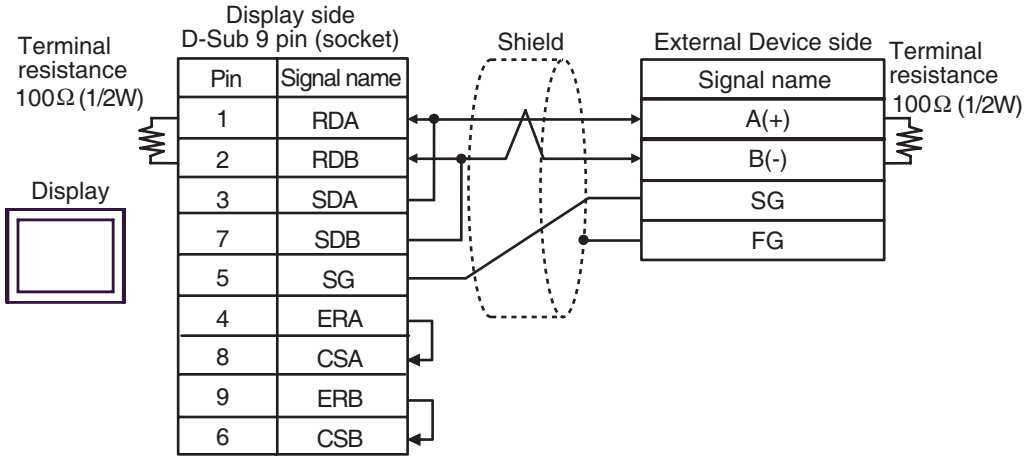 Display side
D-Sub 9 pin (socket)
Terminal
resistance
100Ω (1/2W)
Pin Signal name
1 RDA
2 RDB
3 SDA
7 SDB
5 SG
4 ERA
8 CSA
9 ERB
6 CSB
Display
Shield
External Device side
Signal name
A(+)
B(-)
SG
FG
Terminal
resistance
100Ω (1/2W)